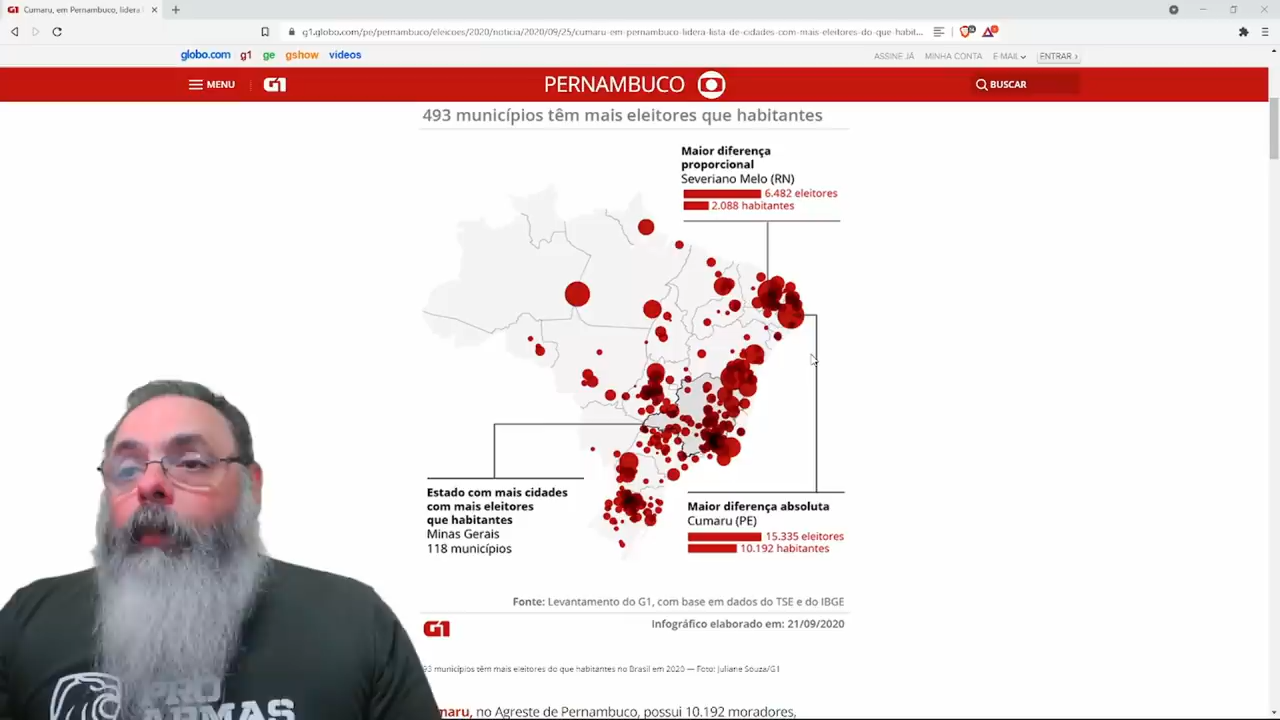 G1 Cumaru, em Pernambuco, lidera l
g1.globo.com/pe/pernambuco/eleicoes/2020/noticia/2020/09/25/cumaru-em-pernambuco-lidera-lista-de-cidades-com-mais-eleitores-do-que-habit...
globo.com g1 ge gshow videos ASSINE JÁ MINHA CONTA E-MAIL ENTRAR
MENU G1 PERNAMBUCO BUSCAR
493 municípios têm mais eleitores que habitantes
Maior diferença
proporcional
Severiano Melo (RN)
6.482 eleitores
2.088 habitantes
Estado com mais cidades
com mais eleitores
que habitantes
Minas Gerais
118 municípios
Maior diferença absoluta
Cumaru (PE)
15.335 eleitores
10.192 habitantes
Fonte: Levantamento do G1, com base em dados do TSE e do IBGE
G1 Infográfico elaborado em: 21/09/2020
93 municípios têm mais eleitores do que habitantes no Brasil em 2020 — Foto: Juliane Souza/G1
maru, no Agreste de Pernambuco, possui 10.192 moradores,
PRO
ARMAS